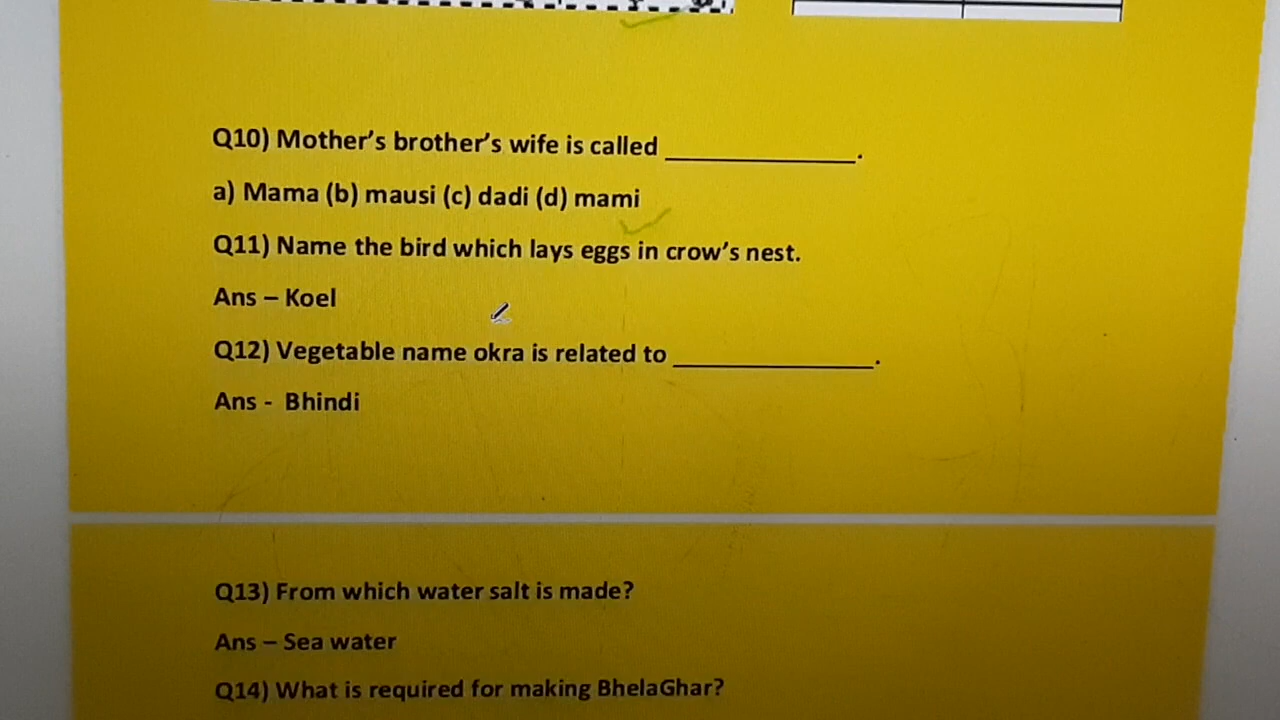 Q10) Mother's brother's wife is called ______________.
a) Mama (b) mausi (c) dadi (d) mami
Q11) Name the bird which lays eggs in crow's nest.
Ans – Koel
Q12) Vegetable name okra is related to ______________.
Ans - Bhindi
Q13) From which water salt is made?
Ans – Sea water
Q14) What is required for making BhelaGhar?